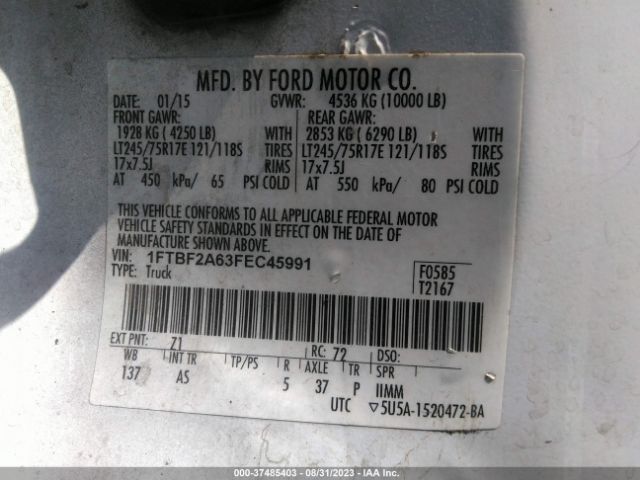 MFD. BY FORD MOTOR CO.
DATE: 01/15 GVWR: 4536 KG (10000 LB)
FRONT GAWR: REAR GAWR:
1928 KG ( 4250 LB) WITH 2853 KG ( 6290 LB) WITH
LT245/75R17E 121/118S TIRES LT245/75R17E 121/118S TIRES
17x7.5J RIMS 17x7.5J RIMS
AT 450 kPa/ 65 PSI COLD AT 550 kPa/ 80 PSI COLD
THIS VEHICLE CONFORMS TO ALL APPLICABLE FEDERAL MOTOR
VEHICLE SAFETY STANDARDS IN EFFECT ON THE DATE OF
MANUFACTURE SHOWN ABOVE.
VIN: 1FTBF2A63FEC45991 F0585
TYPE: Truck T2167
EXT PNT: Z1 RC: 72 DSO:
WB INT TR TP/PS R AXLE TR SPR
137 AS 5 37 P IIMM
UTC ▽5U5A-1520472-BA
000-37485403 - 08/31/2023 - IAA Inc.